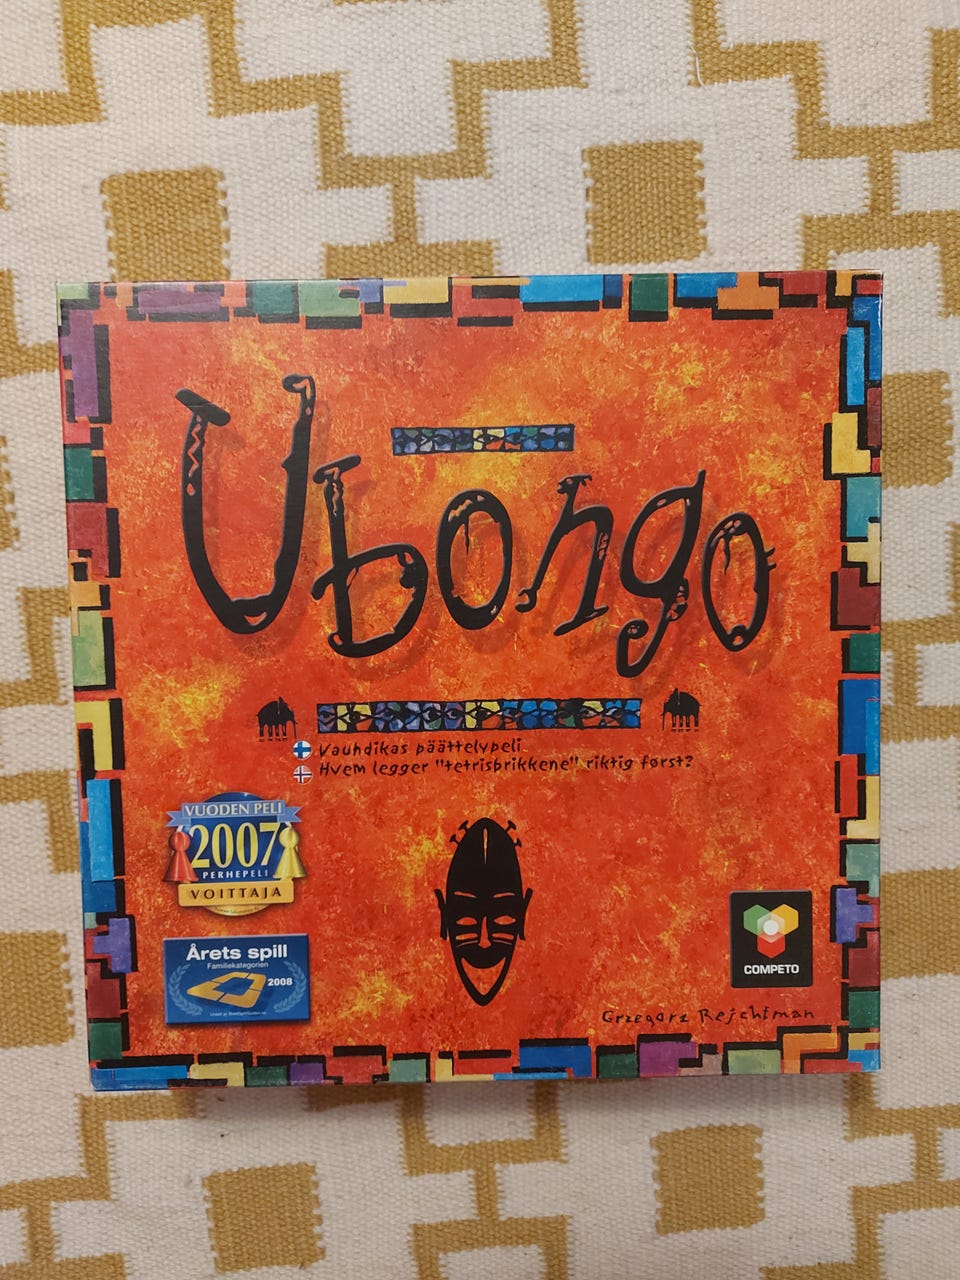 Ubongo
Vauhdikas päättelypeli
Hvem legger "tetrisbrikkene" riktig først?
VUODEN PELI
2007
PERHEPELI
VOITTAJA
Årets spill
Familiekategorien
2008
COMPETO
Grzegorz Rejchtman